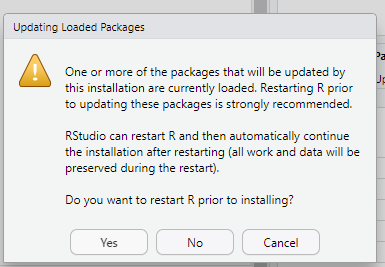 Updating Loaded Packages
One or more of the packages that will be updated by
this installation are currently loaded. Restarting R prior
to updating these packages is strongly recommended.
RStudio can restart R and then automatically continue
the installation after restarting (all work and data will be
preserved during the restart).
Do you want to restart R prior to installing?
Yes No Cancel